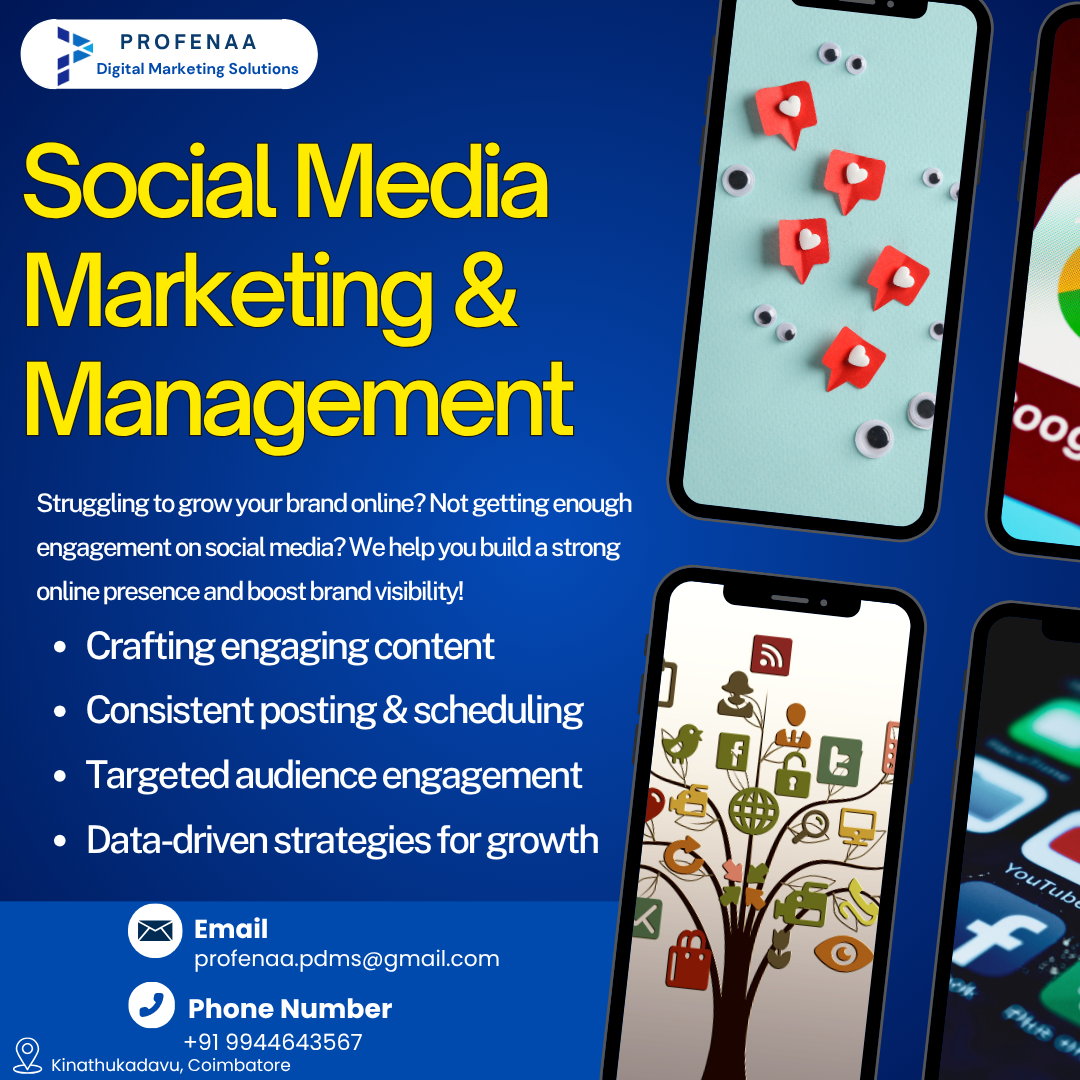 PROFENAA
Digital Marketing Solutions
Social Media
Marketing &
Management
Struggling to grow your brand online? Not getting enough
engagement on social media? We help you build a strong
online presence and boost brand visibility!
• Crafting engaging content
• Consistent posting & scheduling
• Targeted audience engagement
• Data-driven strategies for growth
Email
profenaa.pdms@gmail.com
Phone Number
+91 9944643567
Kinathukadavu, Coimbatore
oog
YouTube